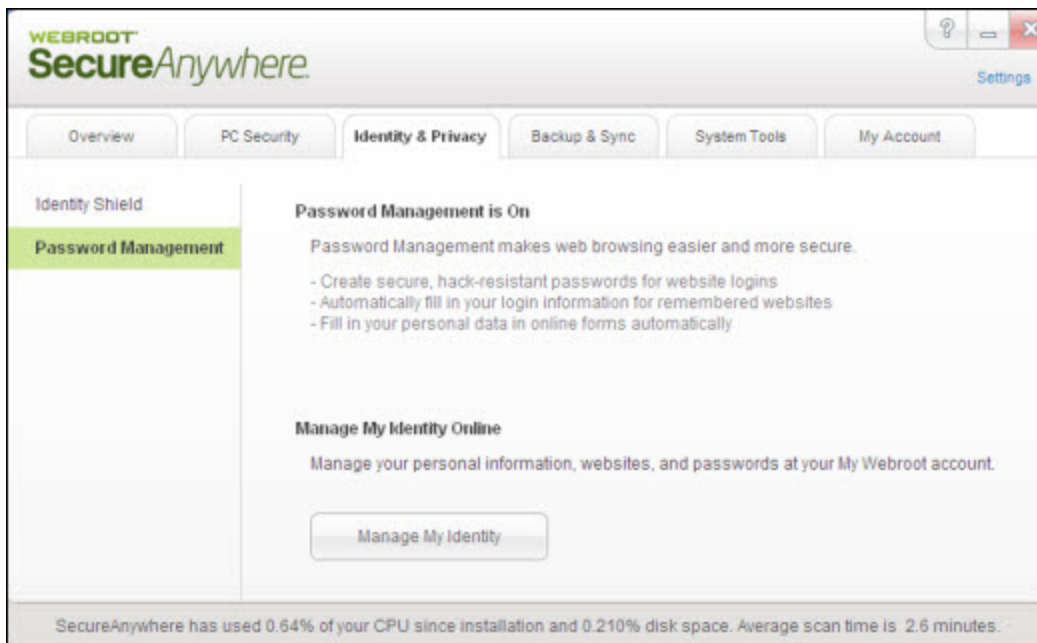 WEBROOT
SecureAnywhere.
?
Settings
Overview PC Security Identity & Privacy Backup & Sync System Tools My Account
Identity Shield
Password Management
Password Management is On
Password Management makes web browsing easier and more secure.
- Create secure, hack-resistant passwords for website logins
- Automatically fill in your login information for remembered websites
- Fill in your personal data in online forms automatically
Manage My Identity Online
Manage your personal information, websites, and passwords at your My Webroot account.
Manage My Identity
SecureAnywhere has used 0.64% of your CPU since installation and 0.210% disk space. Average scan time is 2.6 minutes.